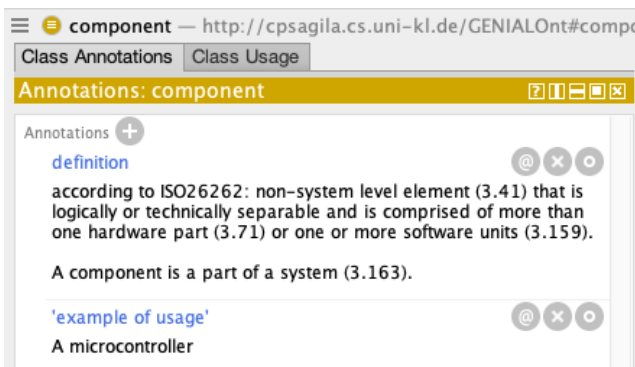 component — http://cpsagila.cs.uni-kl.de/GENIALOnt#compo
Class Annotations Class Usage
Annotations: component
Annotations
definition
according to ISO26262: non-system level element (3.41) that is
logically or technically separable and is comprised of more than
one hardware part (3.71) or one or more software units (3.159).
A component is a part of a system (3.163).
'example of usage'
A microcontroller